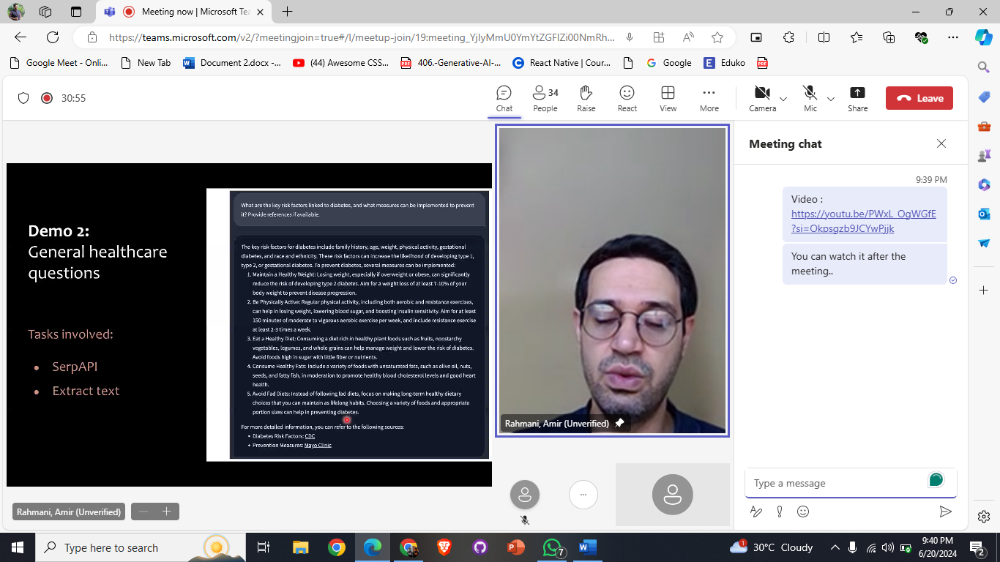 Meeting now | Microsoft Tea
https://teams.microsoft.com/v2/?meetingjoin=true#/l/meetup-join/19:meeting_YjIyMmU0YmYtZGFlZi00NmRh...
Google Meet - Onli...
New Tab
Document 2.docx -...
(44) Awesome CSS...
406.-Generative-AI-...
React Native | Cour...
Google
Eduko
30:55
Chat
34
People
Raise
React
View
More
Camera
Mic
Share
Leave
Demo 2:
General healthcare
questions
Tasks involved:
• SerpAPI
• Extract text
What are the key risk factors linked to diabetes, and what measures can be implemented to prevent
it? Provide references if available.
The key risk factors for diabetes include family history, age, weight, physical activity, gestational
diabetes, and race and ethnicity. These risk factors can increase the likelihood of developing type 1,
type 2, or gestational diabetes. To prevent diabetes, several measures can be implemented:
1. Maintain a Healthy Weight: Losing weight, especially if overweight or obese, can significantly
reduce the risk of developing type 2 diabetes. Aim for a weight loss of at least 7-10% of your
body weight to prevent disease progression.
2. Be Physically Active: Regular physical activity, including both aerobic and resistance exercises,
can help in losing weight, lowering blood sugar, and boosting insulin sensitivity. Aim for at least
150 minutes of moderate to vigorous aerobic exercise per week, and include resistance exercise
at least 2-3 times a week.
3. Eat a Healthy Diet: Consuming a diet rich in healthy plant foods such as fruits, nonstarchy
vegetables, legumes, and whole grains can help manage weight and lower the risk of diabetes.
Avoid foods high in sugar with little fiber or nutrients.
4. Consume Healthy Fats: Include a variety of foods with unsaturated fats, such as olive oil, nuts,
seeds, and fatty fish, in moderation to promote healthy blood cholesterol levels and good heart
health.
5. Avoid Fad Diets: Instead of following fad diets, focus on making long-term healthy dietary
choices that you can maintain as lifelong habits. Choosing a variety of foods and appropriate
portion sizes can help in preventing diabetes.
For more detailed information, you can refer to the following sources:
• Diabetes Risk Factors: CDC
• Prevention Measures: Mayo Clinic
Rahmani, Amir (Unverified)
Rahmani, Amir (Unverified)
Meeting chat
9:39 PM
Video :
https://youtu.be/PWxL_OgWGfE
?si=Okpsgzb9JCYwPjjk
You can watch it after the
meeting..
Type a message
Type here to search
7
1
30°C Cloudy
9:40 PM
6/20/2024
2